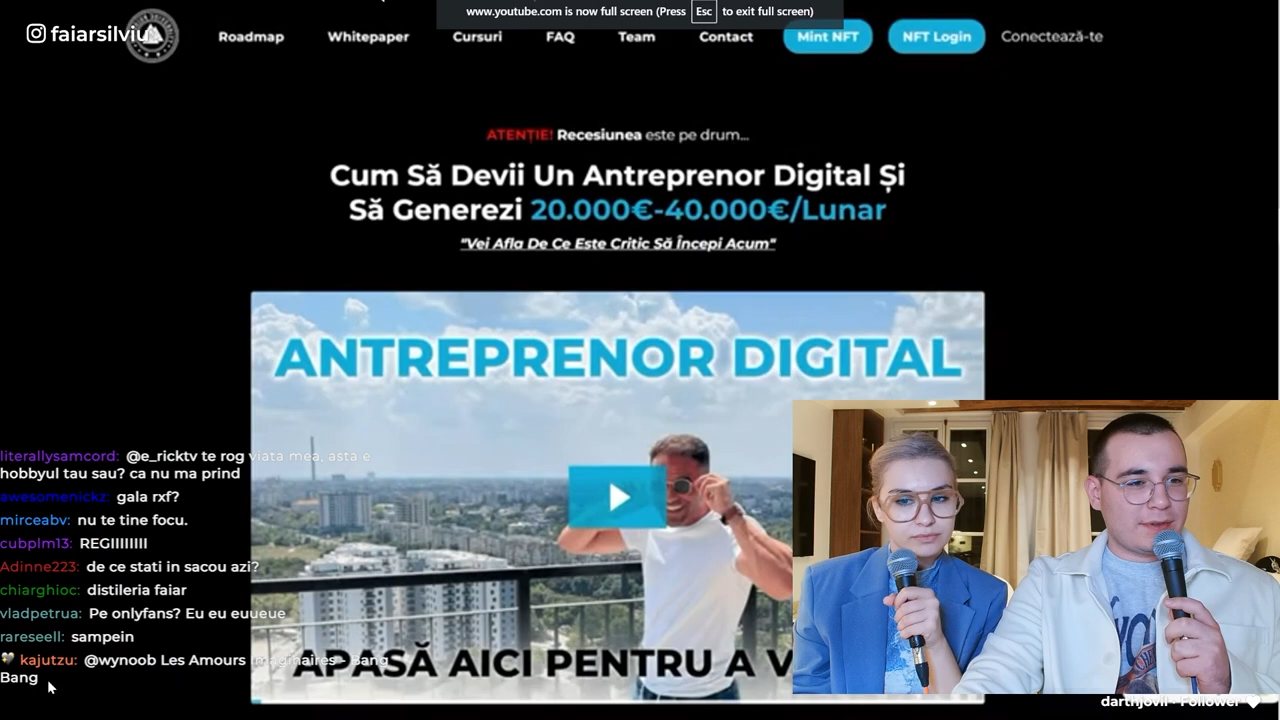 www.youtube.com is now full screen (Press Esc to exit full screen)
faiarsilviu
Roadmap Whitepaper Cursuri FAQ Team Contact Mint NFT NFT Login Conectează-te
ATENȚIE! Recesiunea este pe drum...
Cum Să Devii Un Antreprenor Digital Și
Să Generezi 20.000€-40.000€/Lunar
"Vei Afla De Ce Este Critic Să Începi Acum"
ANTREPRENOR DIGITAL
APASĂ AICI PENTRU A V
literallysamcord: @e_ricktv te rog viata mea, asta e
hobbyul tau sau? ca nu ma prind
awesomenickz: gala rxf?
mirceabv: nu te tine focu.
cubplm13: REGIIIIIIII
Adinne223: de ce stati in sacou azi?
chiarghioc: distileria faiar
vladpetrua: Pe onlyfans? Eu eu euueue
rareseell: sampein
kajutzu: @wynoob Les Amours Imaginaires - Bang
Bang
darthjovii - Follower